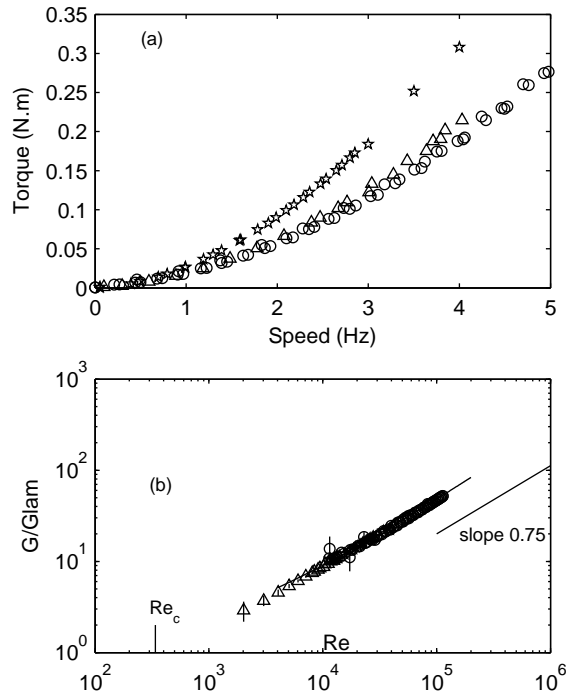 0.35
(a)
0.3
0.25
0.2
0.15
0.1
0.05
0
Torque (N.m)
0 1 2 3 4 5
Speed (Hz)
10^3
(b)
10^2
10^1
10^0
G/Glam
slope 0.75
Re_c
Re
10^2 10^3 10^4 10^5 10^6